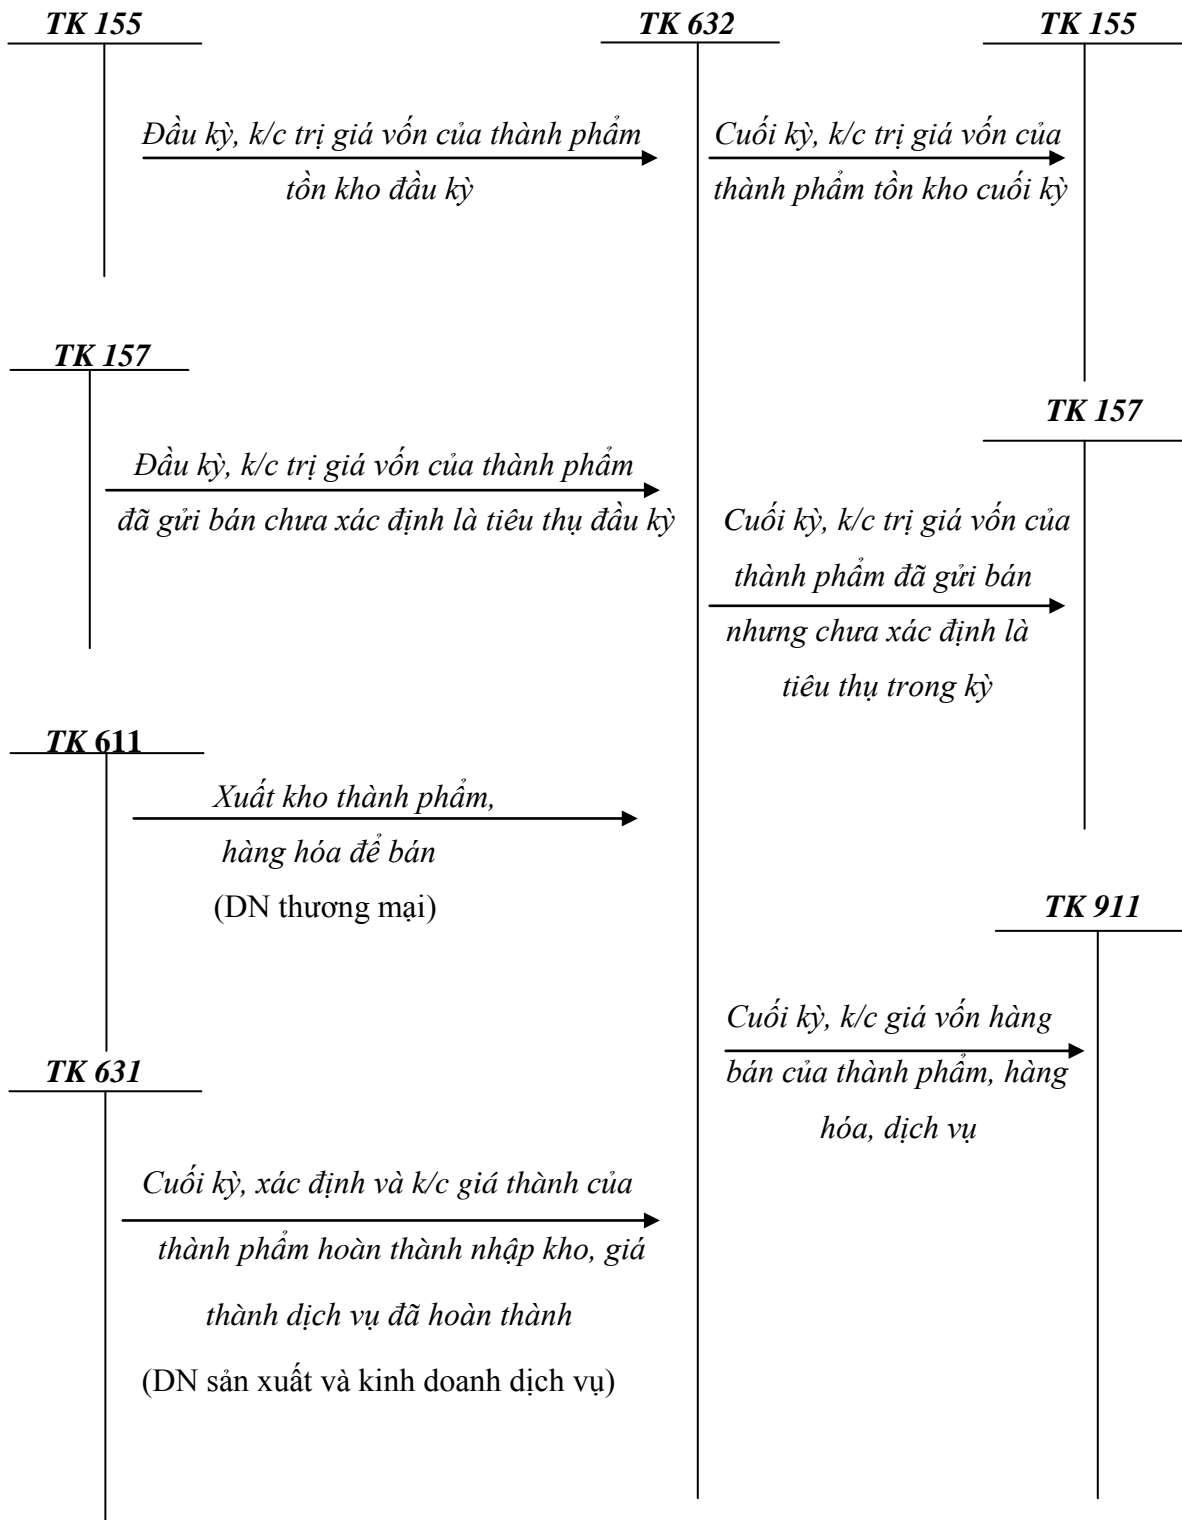 TK 155
TK 632
TK 155
Đầu kỳ, k/c trị giá vốn của thành phẩm
tồn kho đầu kỳ
Cuối kỳ, k/c trị giá vốn của
thành phẩm tồn kho cuối kỳ
TK 157
Đầu kỳ, k/c trị giá vốn của thành phẩm
đã gửi bán chưa xác định là tiêu thụ đầu kỳ
TK 157
Cuối kỳ, k/c trị giá vốn của
thành phẩm đã gửi bán
nhưng chưa xác định là
tiêu thụ trong kỳ
TK 611
Xuất kho thành phẩm,
hàng hóa để bán
(DN thương mại)
TK 911
Cuối kỳ, k/c giá vốn hàng
bán của thành phẩm, hàng
hóa, dịch vụ
TK 631
Cuối kỳ, xác định và k/c giá thành của
thành phẩm hoàn thành nhập kho, giá
thành dịch vụ đã hoàn thành
(DN sản xuất và kinh doanh dịch vụ)